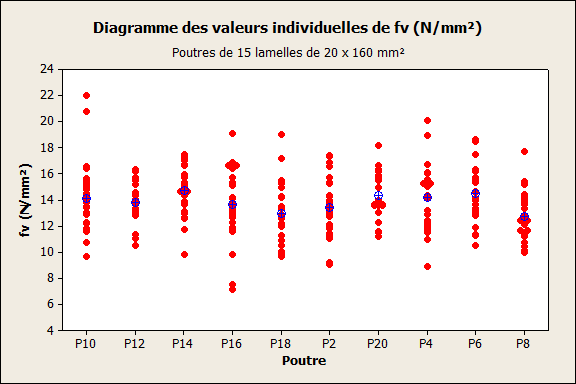 Diagramme des valeurs individuelles de fv (N/mm²)
Poutres de 15 lamelles de 20 x 160 mm²
fv (N/mm²)
24
22
20
18
16
14
12
10
8
6
4
P10 P12 P14 P16 P18 P2 P20 P4 P6 P8
Poutre